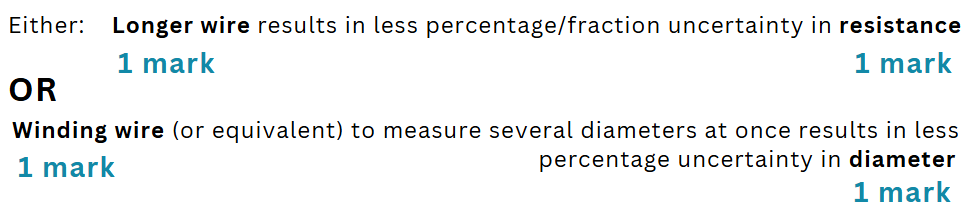 Either: Longer wire results in less percentage/fraction uncertainty in resistance
1 mark 1 mark
OR
Winding wire (or equivalent) to measure several diameters at once results in less
percentage uncertainty in diameter
1 mark
1 mark